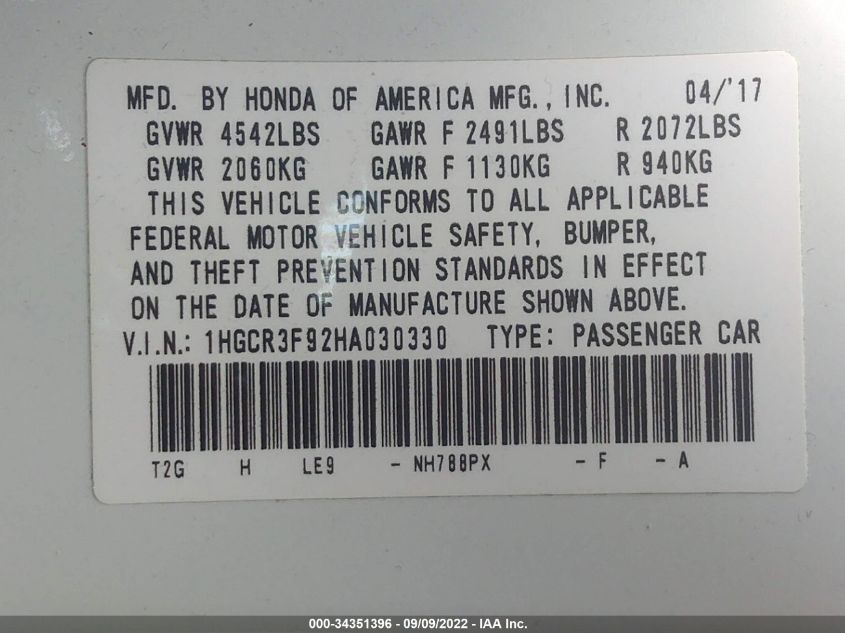 MFD. BY HONDA OF AMERICA MFG., INC. 04/'17
GVWR 4542LBS GAWR F 2491LBS R 2072LBS
GVWR 2060KG GAWR F 1130KG R 940KG
THIS VEHICLE CONFORMS TO ALL APPLICABLE
FEDERAL MOTOR VEHICLE SAFETY, BUMPER,
AND THEFT PREVENTION STANDARDS IN EFFECT
ON THE DATE OF MANUFACTURE SHOWN ABOVE.
V.I.N.: 1HGCR3F92HA030330 TYPE: PASSENGER CAR
T2G H LE9 - NH788PX - F - A
000-34351396 - 09/09/2022 - IAA Inc.